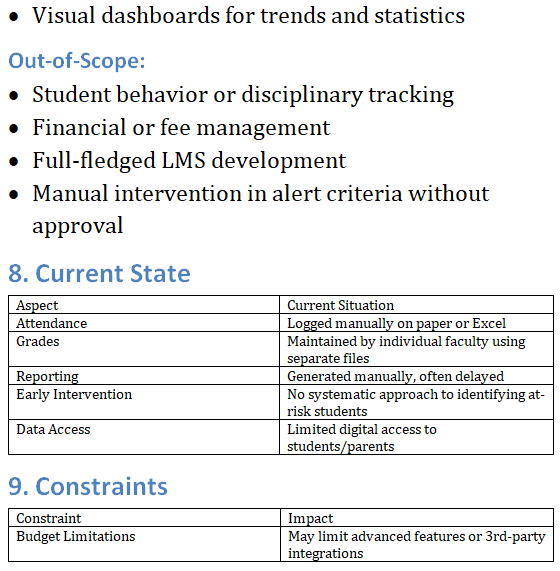 • Visual dashboards for trends and statistics
Out-of-Scope:
• Student behavior or disciplinary tracking
• Financial or fee management
• Full-fledged LMS development
• Manual intervention in alert criteria without
approval
8. Current State
Aspect Current Situation
Attendance Logged manually on paper or Excel
Grades Maintained by individual faculty using
separate files
Reporting Generated manually, often delayed
Early Intervention No systematic approach to identifying at-
risk students
Data Access Limited digital access to
students/parents
9. Constraints
Constraint Impact
Budget Limitations May limit advanced features or 3rd-party
integrations